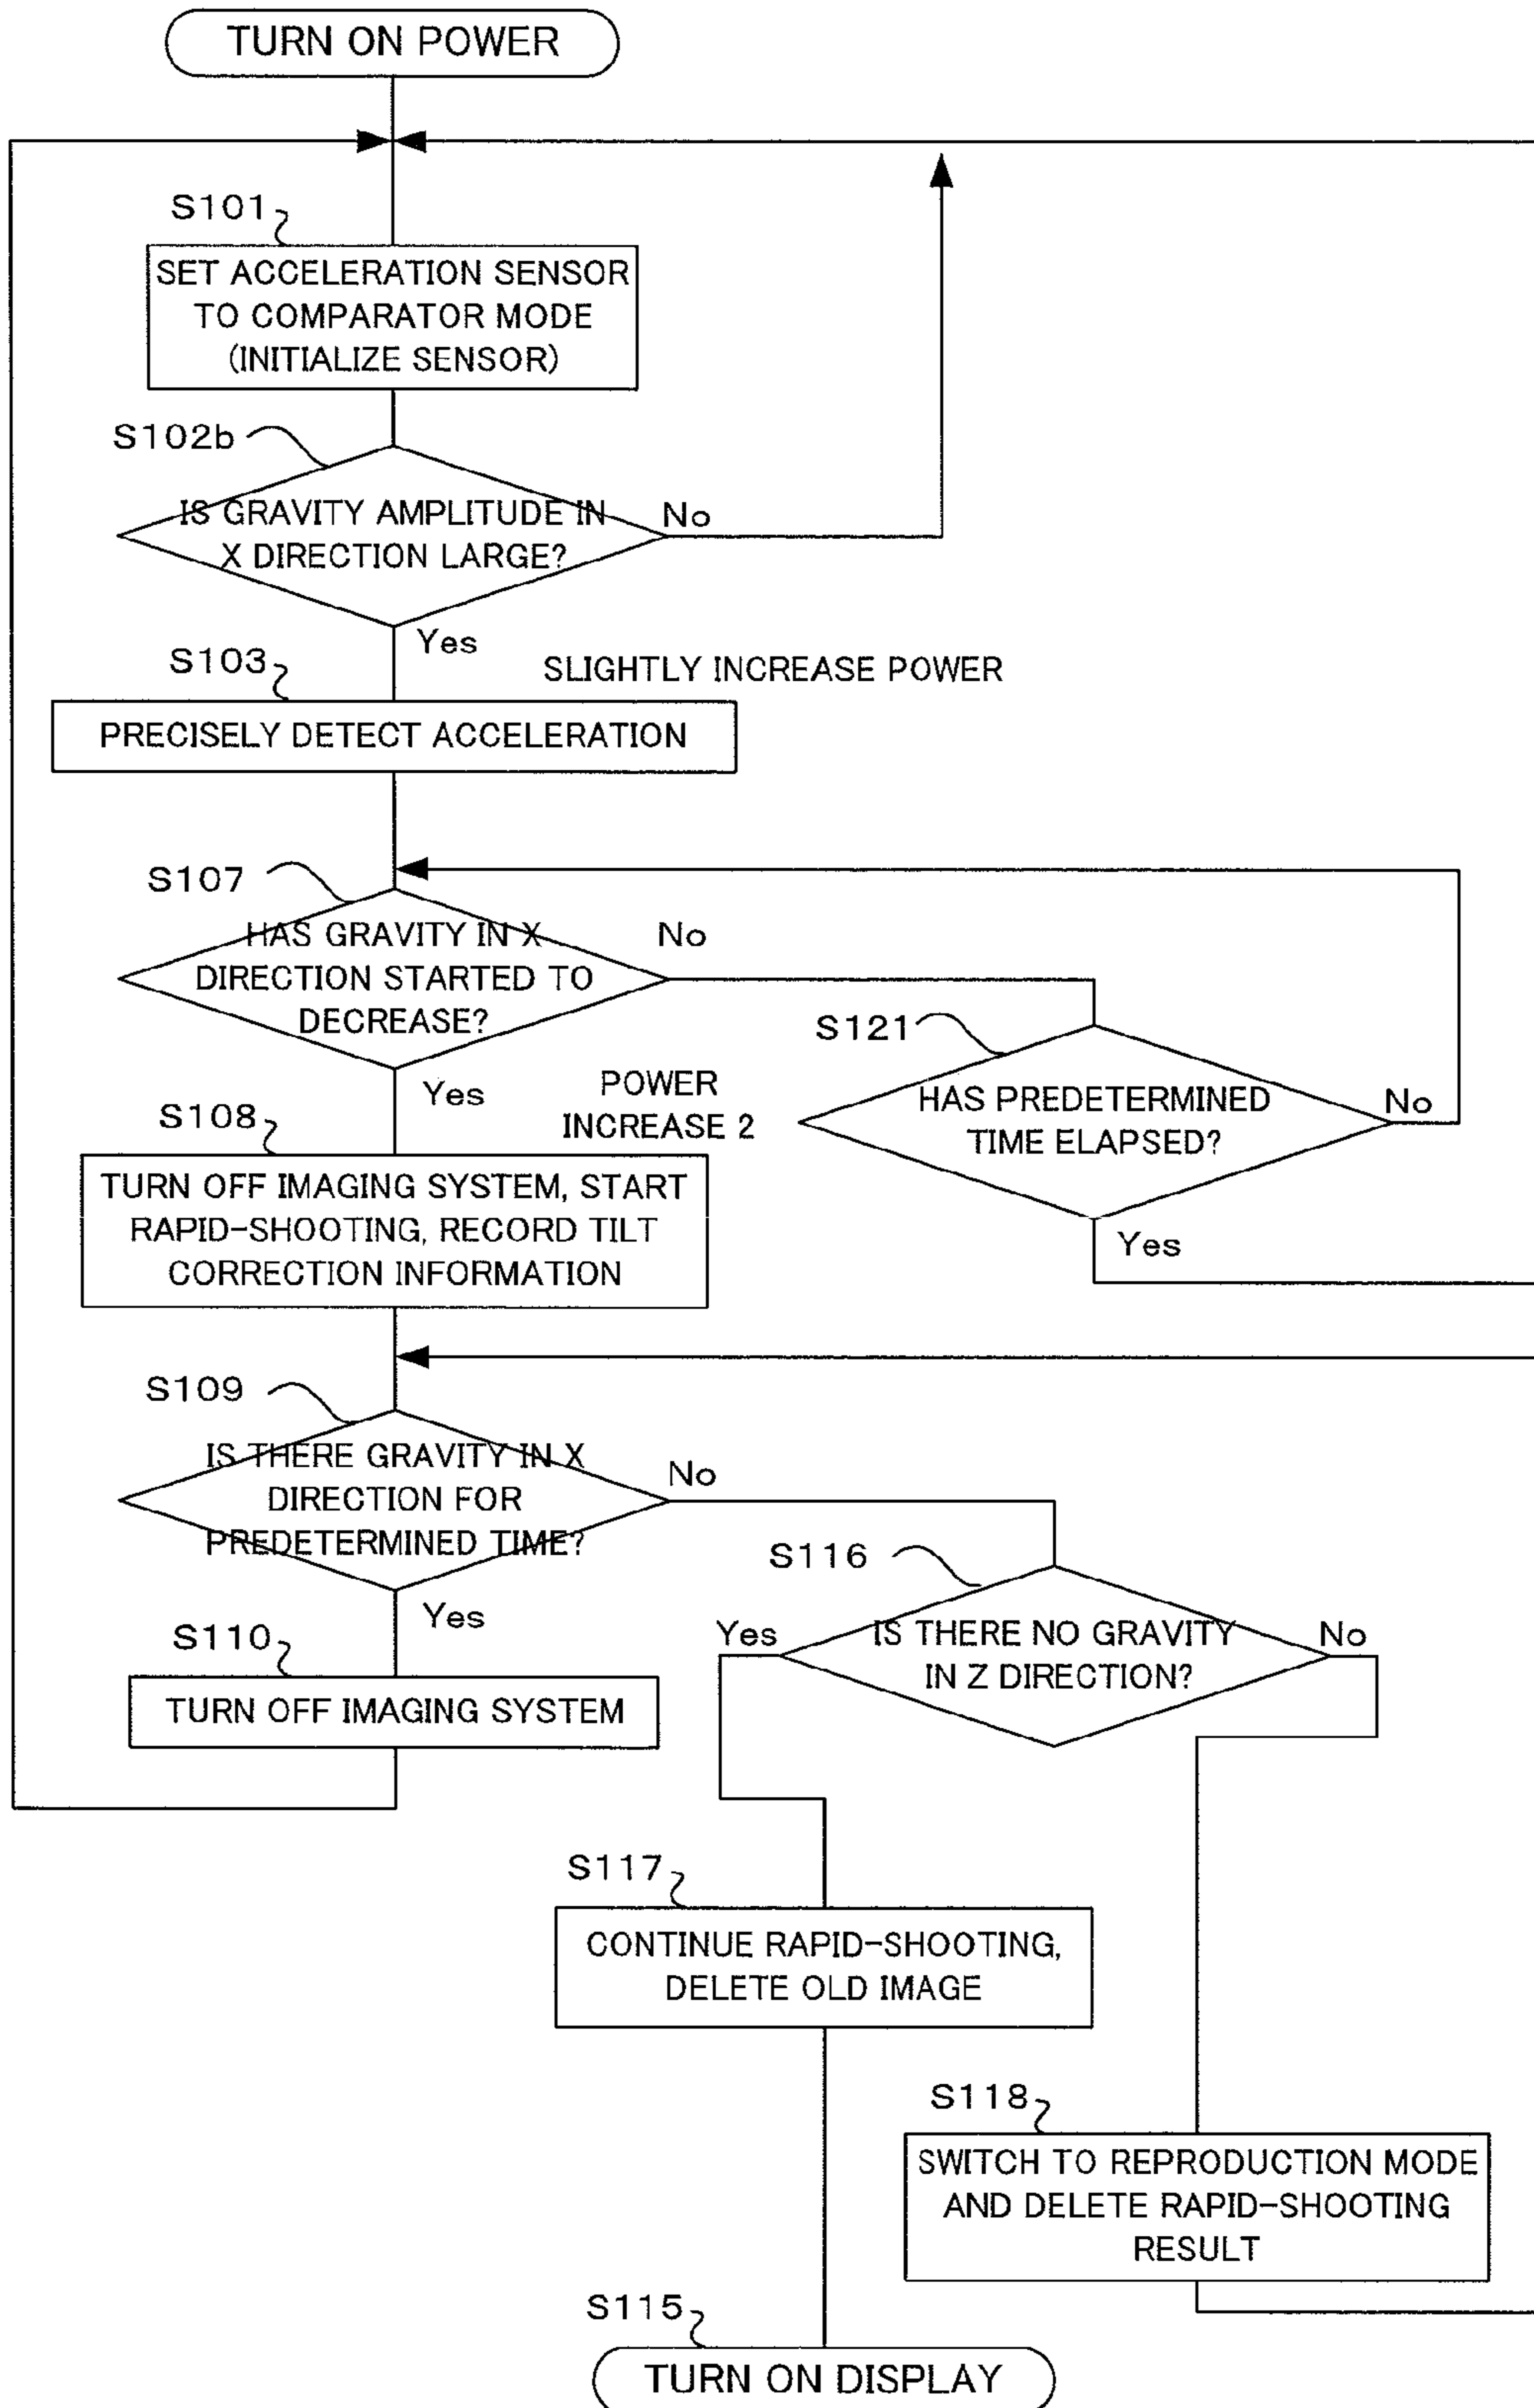 TURN ON POWER
S101
SET ACCELERATION SENSOR
TO COMPARATOR MODE
(INITIALIZE SENSOR)
S102b
IS GRAVITY AMPLITUDE IN
X DIRECTION LARGE?
No
Yes
S103
SLIGHTLY INCREASE POWER
PRECISELY DETECT ACCELERATION
S107
HAS GRAVITY IN X
DIRECTION STARTED TO
DECREASE?
No
Yes
S121
HAS PREDETERMINED
TIME ELAPSED?
No
Yes
POWER
INCREASE 2
S108
TURN OFF IMAGING SYSTEM, START
RAPID-SHOOTING, RECORD TILT
CORRECTION INFORMATION
S109
IS THERE GRAVITY IN X
DIRECTION FOR
PREDETERMINED TIME?
No
Yes
S110
TURN OFF IMAGING SYSTEM
S116
IS THERE NO GRAVITY
IN Z DIRECTION?
Yes
No
S117
CONTINUE RAPID-SHOOTING,
DELETE OLD IMAGE
S118
SWITCH TO REPRODUCTION MODE
AND DELETE RAPID-SHOOTING
RESULT
S115
TURN ON DISPLAY